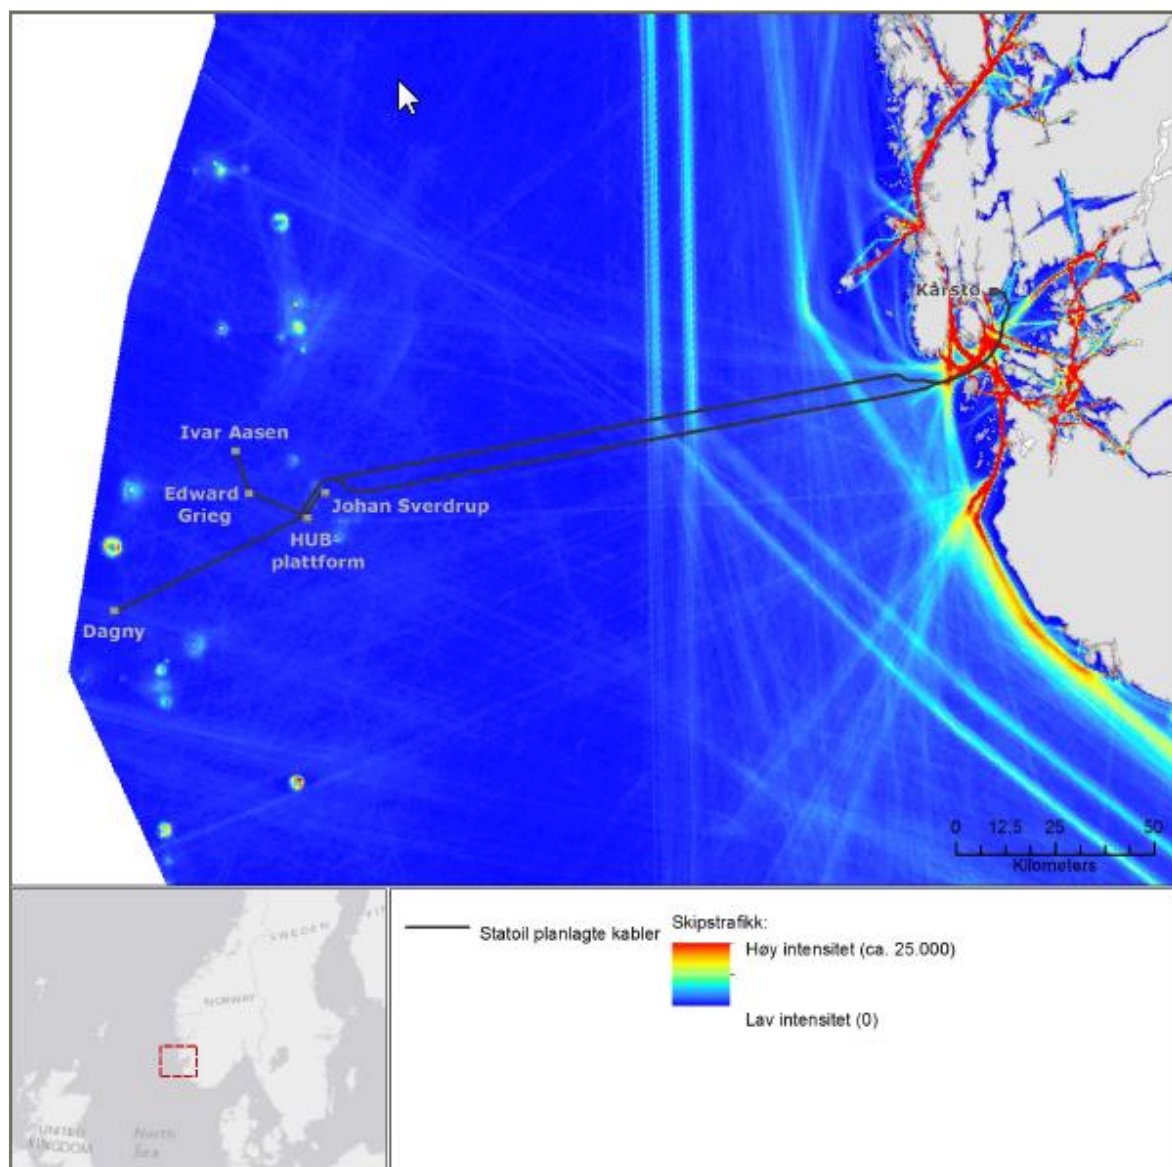 Kårstø
Ivar Aasen
Edward
Grieg
Johan Sverdrup
HUB
plattform
Dagny
0 12,5 25 50
Kilometers
Statoil planlagte kabler
Skipstrafikk:
Høy intensitet (ca. 25.000)
Lav intensitet (0)
SWEDEN
NORWAY
UNITED
KINGDOM
North
Sea